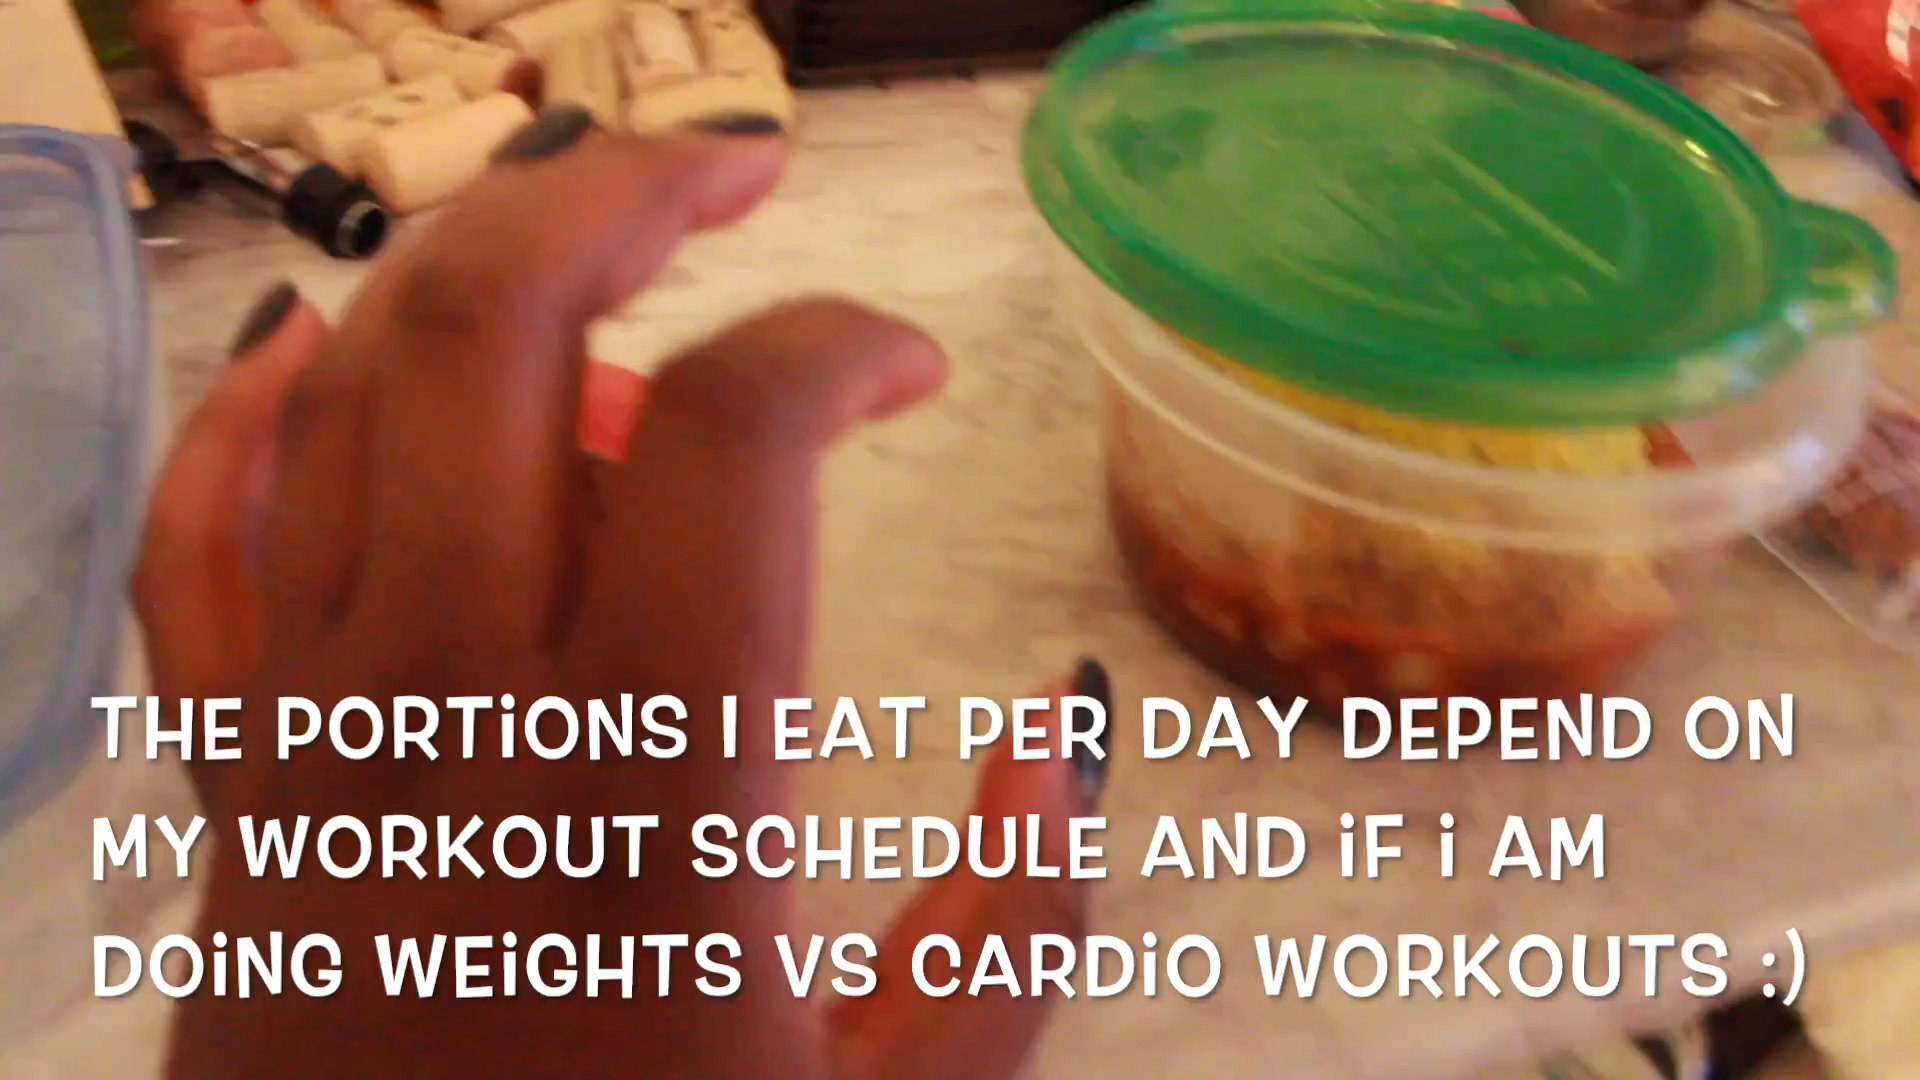 THE PORTiONS I EAT PER DAY DEPEND ON
MY WORKOUT SCHEDULE AND iF i AM
DOiNG WEiGHTS VS CARDiO WORKOUTS :)